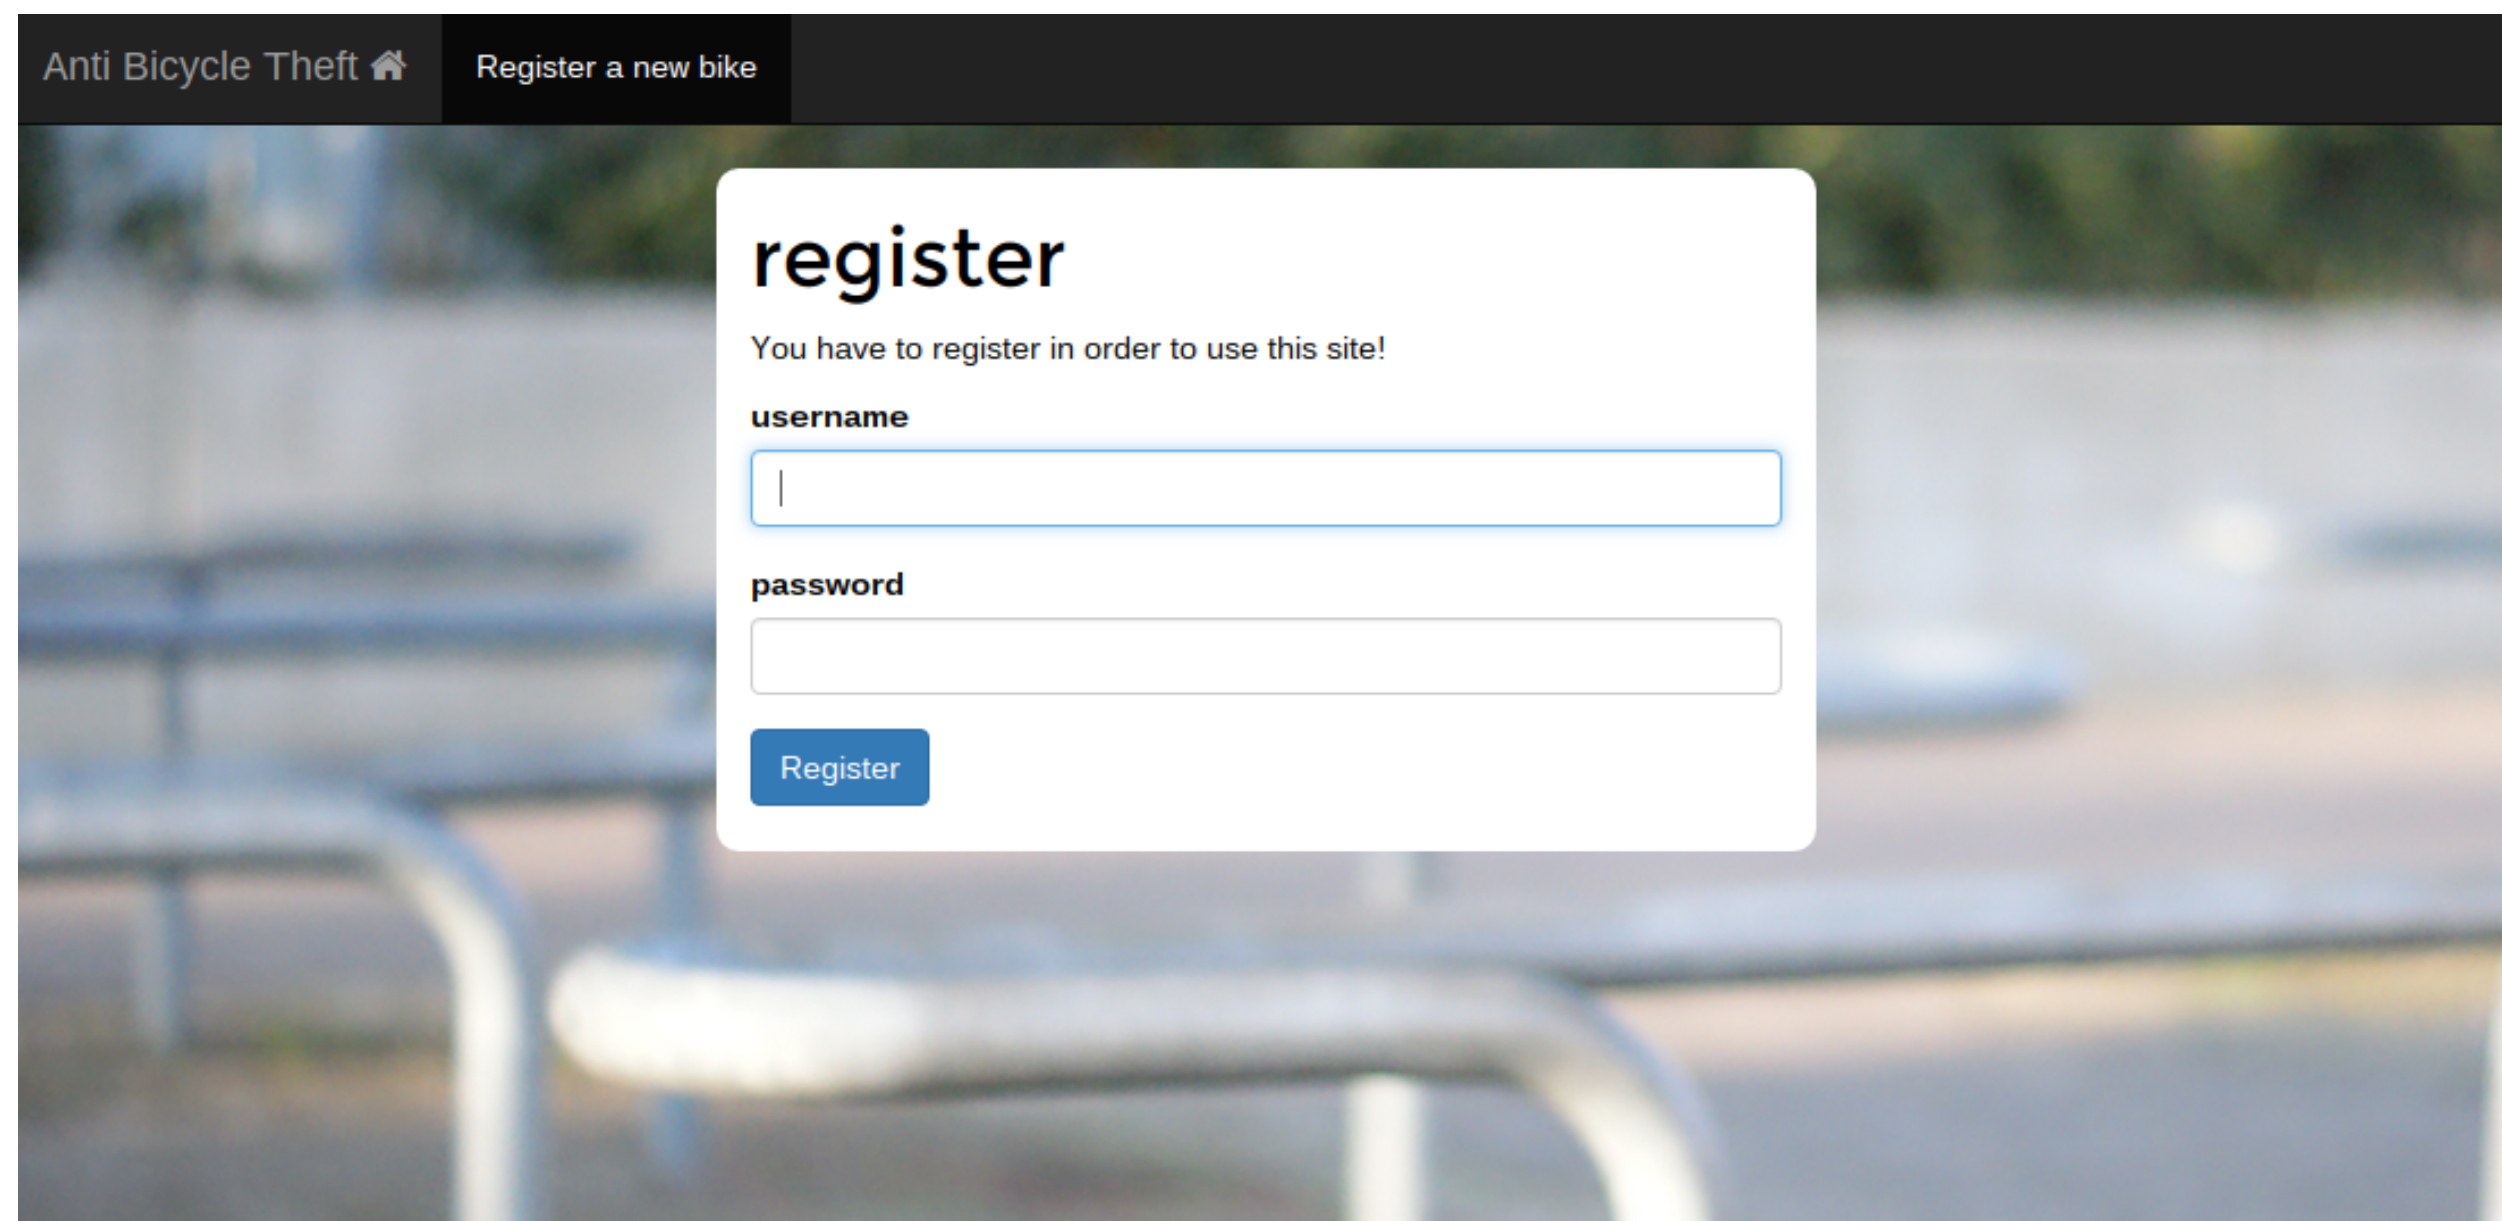 Anti Bicycle Theft
Register a new bike
register
You have to register in order to use this site!
username
password
Register